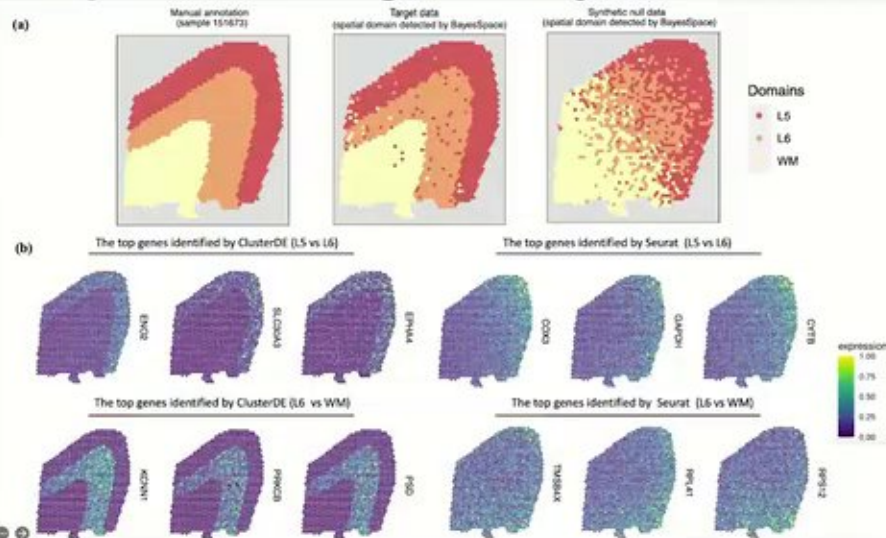 (a)
Manual annotation
(sample 151673)
Target data
(spatial domain detected by BayesSpace)
Synthetic null data
(spatial domain detected by BayesSpace)
Domains
L5
L6
WM
(b)
The top genes identified by ClusterDE (L5 vs L6)
The top genes identified by Seurat (L5 vs L6)
ENO2
SLC30A3
EPHA4
COX3
GAPDH
CYTB
expression
1.00
0.75
0.50
0.25
0.00
The top genes identified by ClusterDE (L6 vs WM)
The top genes identified by Seurat (L6 vs WM)
KCNN1
PRKCB
PSD
TMSB4X
RPL41
RPS12